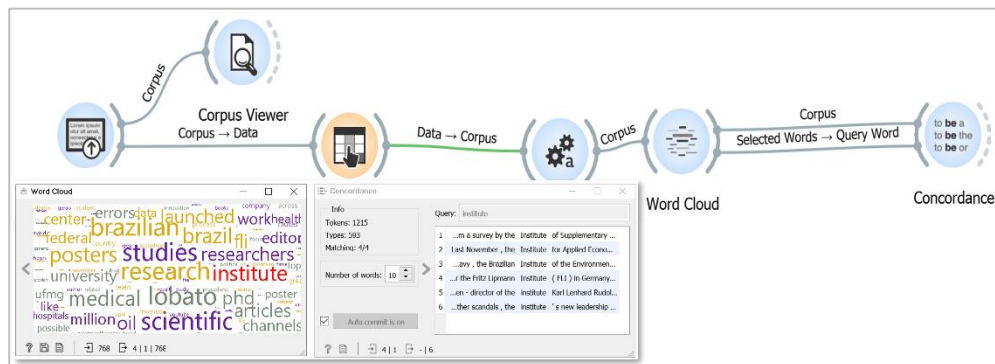 Corpus
Corpus Viewer
Corpus → Data
Data → Corpus
Corpus
Corpus
Selected Words → Query Word
to be a
to be the
to be or
Word Cloud
Concordance
Word Cloud
company across
center errors data launched work health
brazilian brazil fli editor
federal
posters studies researchers
university research institute
ufmg medical lobato phd poster
like articles
hospitals million oil scientific channels
possible
768 4 | 1 | 768
Concordance
Info
Tokens: 1215
Types: 593
Matching: 4/4
Number of words: 10
Auto commit is on
Query: institute
1 ...m a survey by the Institute of Supplementary ...
2 Last November , the Institute for Applied Econo...
3 ...avy , the Brazilian Institute of the Environmen...
4 ...r the Fritz Lipmann Institute ( FLI ) in Germany...
5 ...en - director of the institute Karl Lenhard Rudol...
6 ...ther scandals , the institute ´s new leadership ...
4 | 1 - | 6